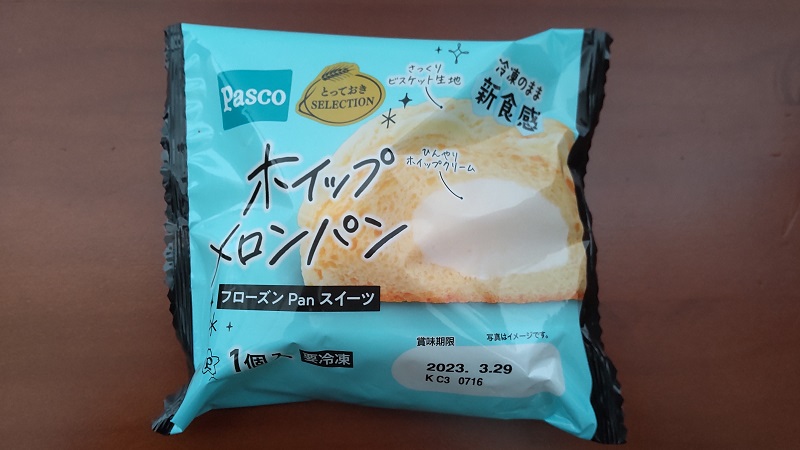 Pasco
とっておき
SELECTION
さっくり
ビスケット生地
冷凍のまま
新食感
ひんやり
ホイップクリーム
ホイップ
メロンパン
フローズン Pan スイーツ
1個
要冷凍
賞味期限
写真はイメージです。
2023. 3.29
K C3 0716